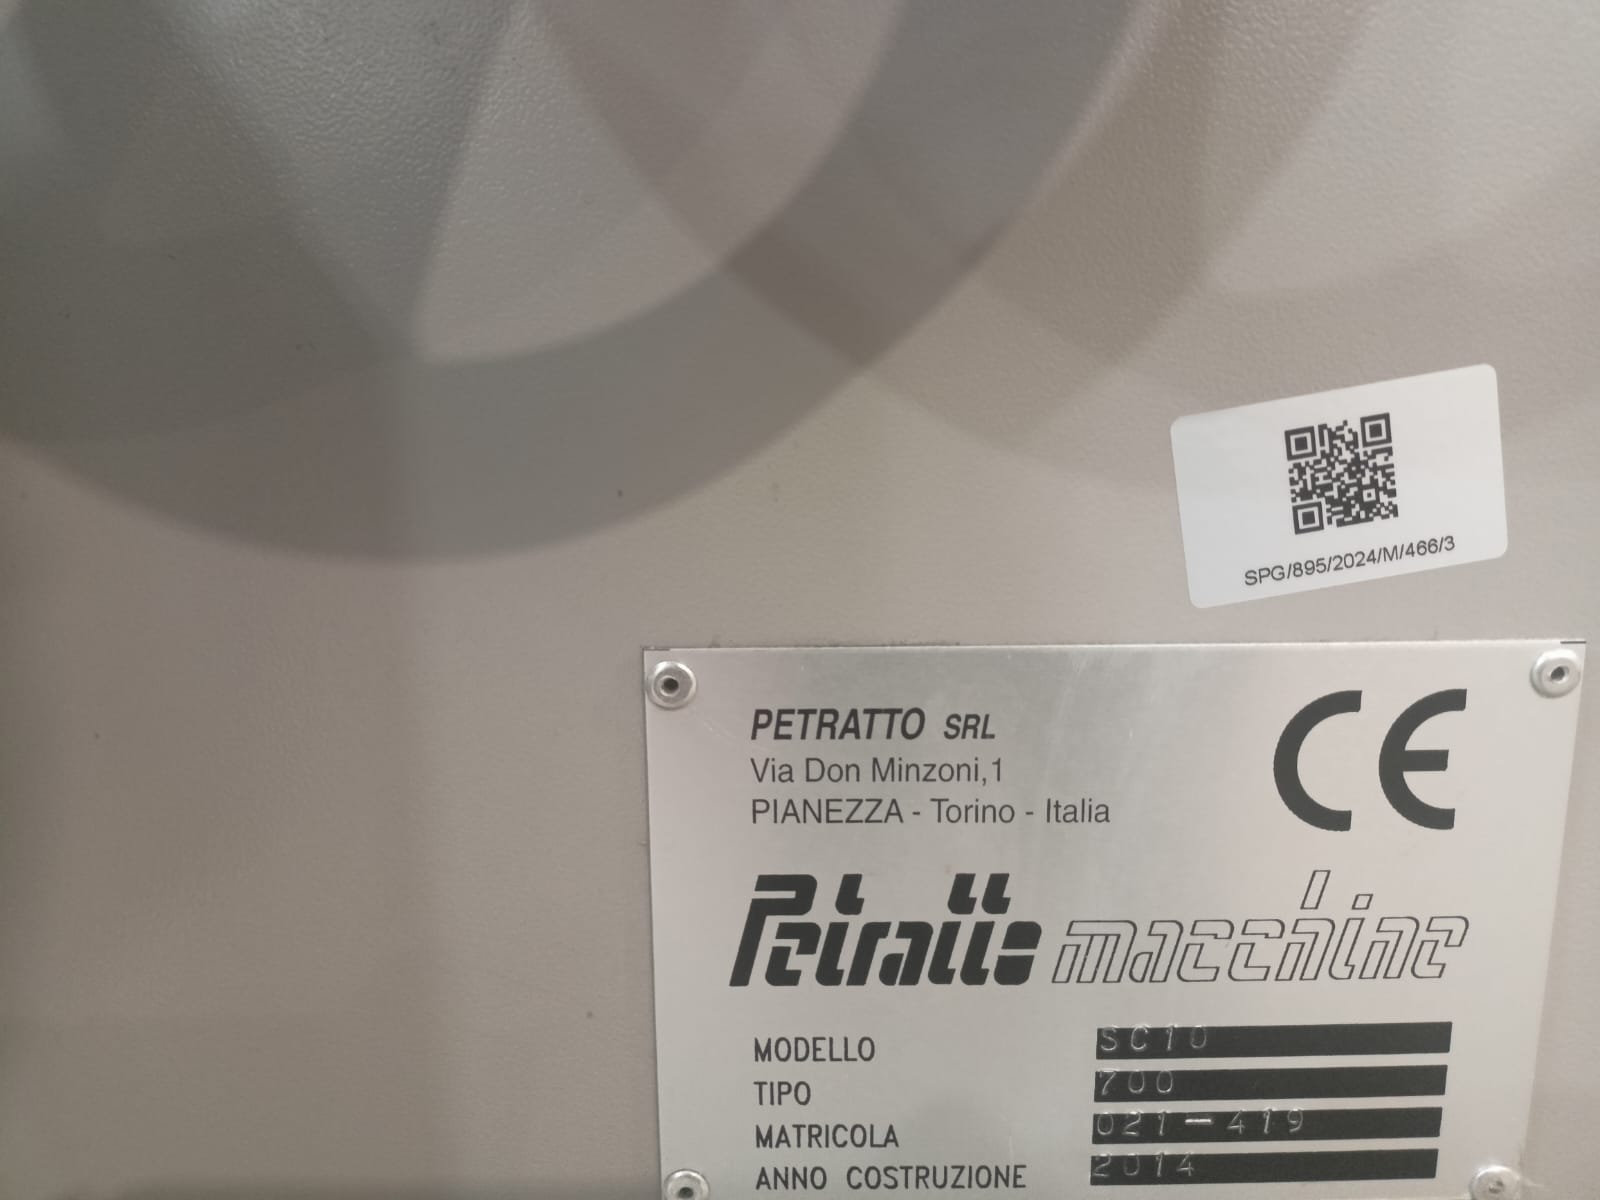 SPG/895/2024/M/466/3
PETRATTO SRL
Via Don Minzoni,1
PIANEZZA - Torino - Italia
CE
Petratto macchine
MODELLO SC10
TIPO 700
MATRICOLA 021-419
ANNO COSTRUZIONE 2014